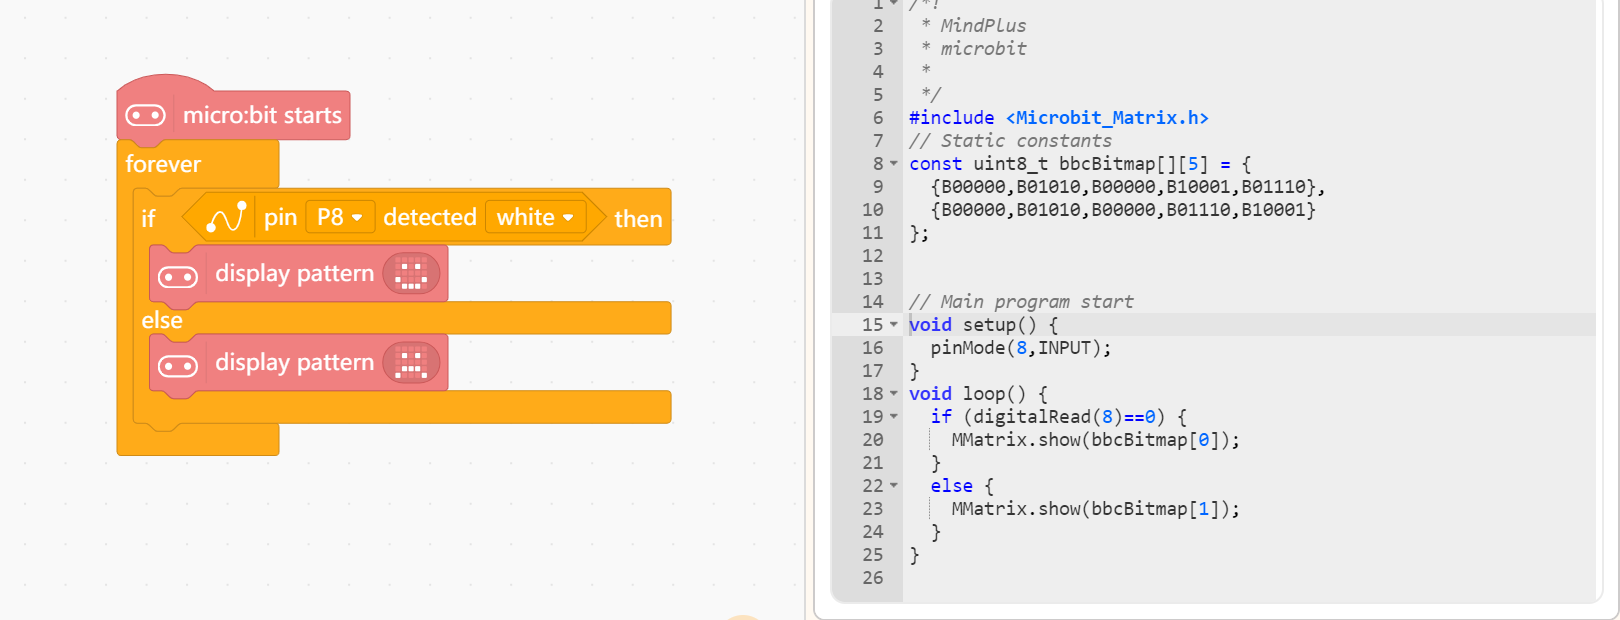 micro:bit starts
forever
if pin P8 detected white then
display pattern
else
display pattern
1 /*!
2 * MindPlus
3 * microbit
4 *
5 */
6 #include <Microbit_Matrix.h>
7 // Static constants
8 const uint8_t bbcBitmap[][5] = {
9 {B00000,B01010,B00000,B10001,B01110},
10 {B00000,B01010,B00000,B01110,B10001}
11 };
12
13
14 // Main program start
15 void setup() {
16 pinMode(8,INPUT);
17 }
18 void loop() {
19 if (digitalRead(8)==0) {
20 MMatrix.show(bbcBitmap[0]);
21 }
22 else {
23 MMatrix.show(bbcBitmap[1]);
24 }
25 }
26